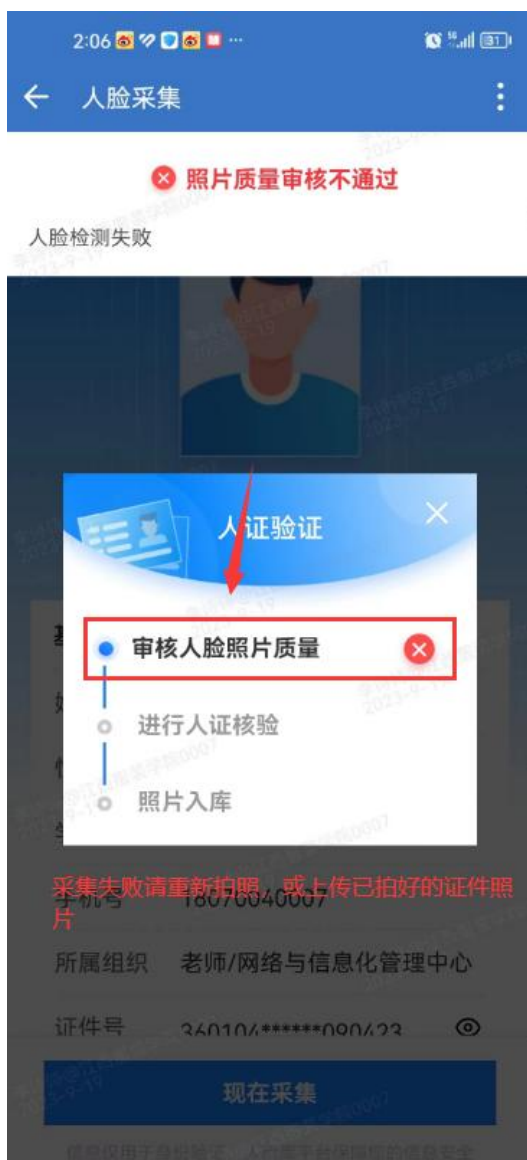 2:06
人脸采集
照片质量审核不通过
人脸检测失败
人证验证
审核人脸照片质量
进行人证核验
照片入库
采集失败请重新拍照，或上传已拍好的证件照
片
手机号 18070040007
所属组织 老师/网络与信息化管理中心
证件号 360104******090423
现在采集